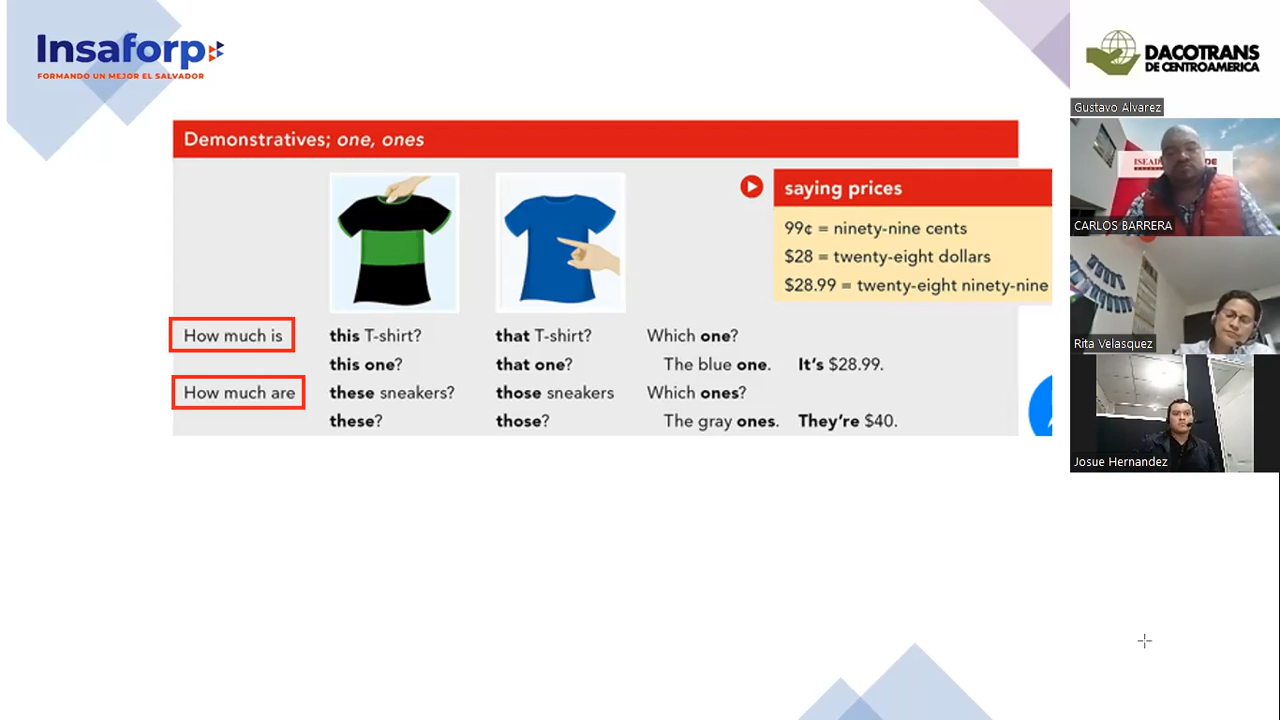 Insaforp
FORMANDO UN MEJOR EL SALVADOR
Demonstratives; one, ones
saying prices
99¢ = ninety-nine cents
$28 = twenty-eight dollars
$28.99 = twenty-eight ninety-nine
How much is this T-shirt? that T-shirt? Which one?
this one? that one? The blue one. It's $28.99.
How much are these sneakers? those sneakers Which ones?
these? those? The gray ones. They're $40.
DACOTRANS
DE CENTROAMERICA
Gustavo Alvarez
CARLOS BARRERA
Rita Velasquez
Josue Hernandez